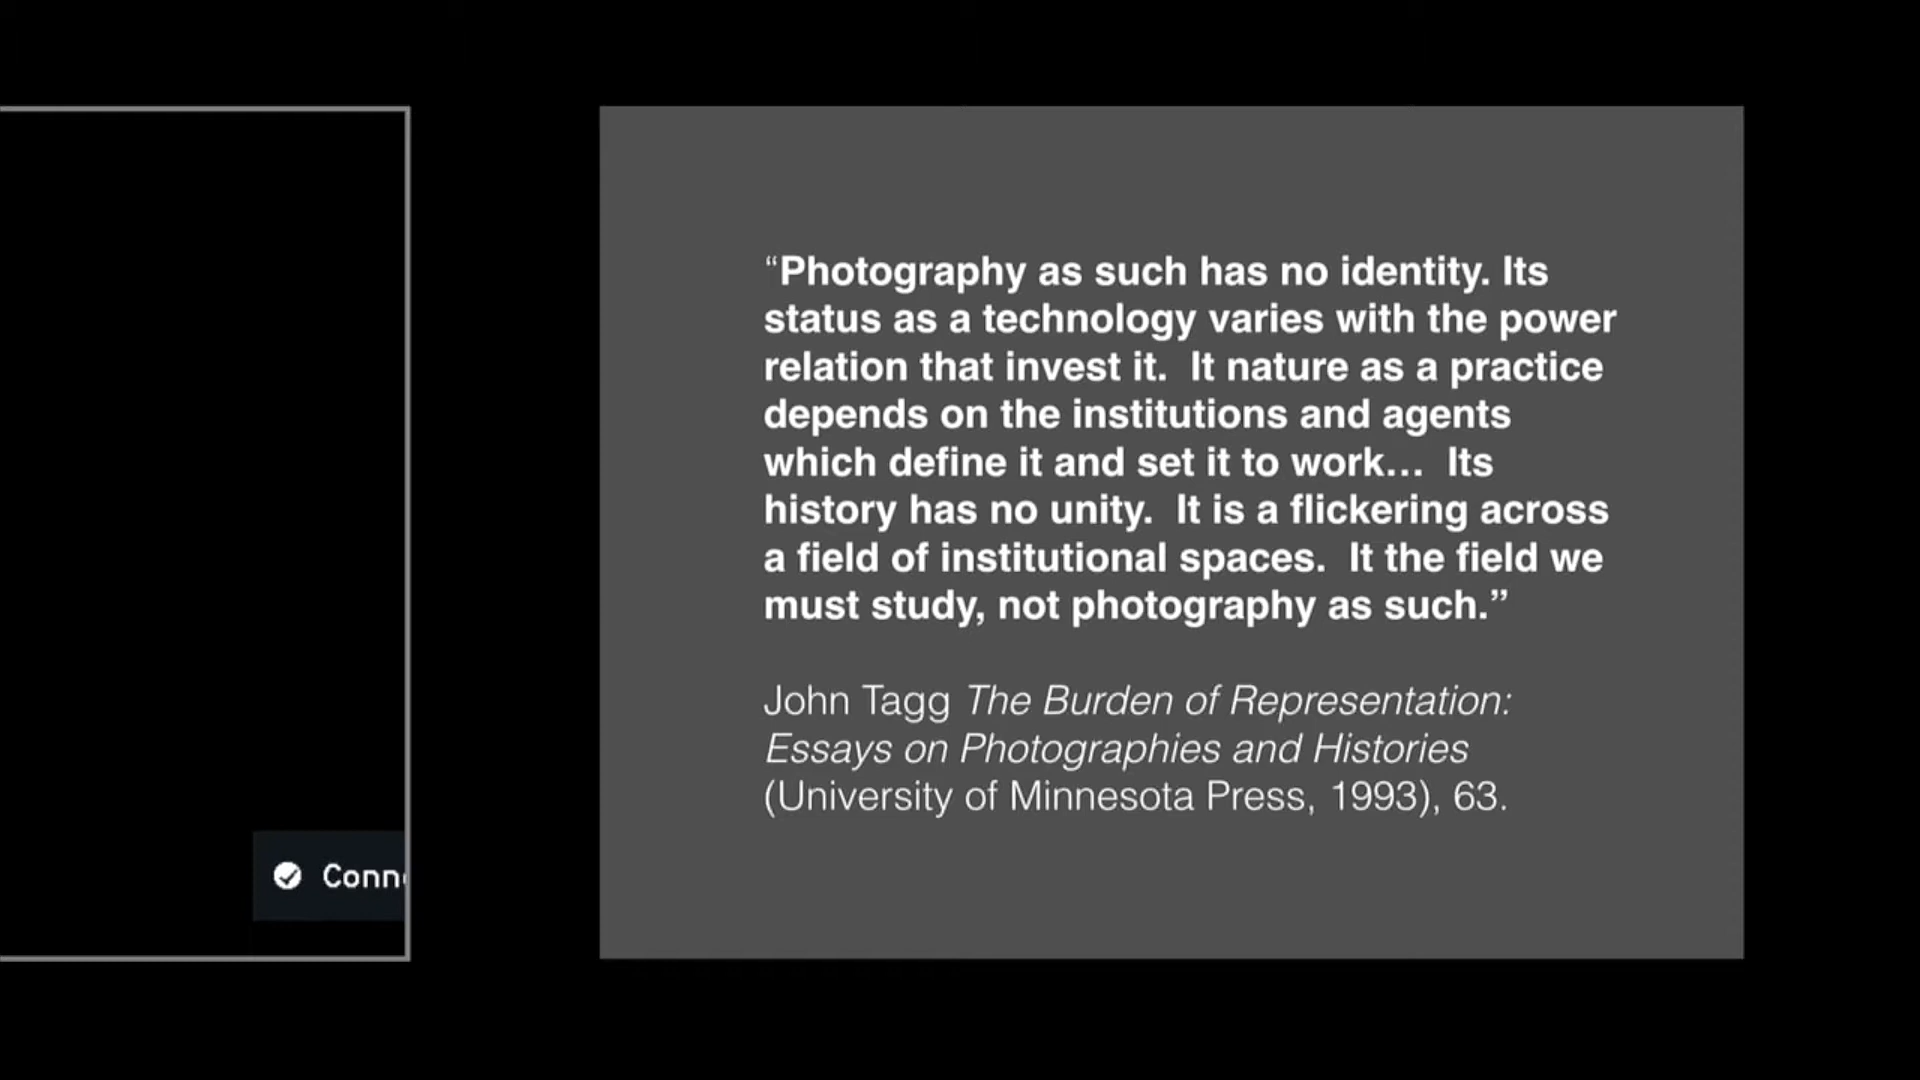 “Photography as such has no identity. Its
status as a technology varies with the power
relation that invest it.  It nature as a practice
depends on the institutions and agents
which define it and set it to work…  Its
history has no unity.  It is a flickering across
a field of institutional spaces.  It the field we
must study, not photography as such.”
John Tagg The Burden of Representation:
Essays on Photographies and Histories
(University of Minnesota Press, 1993), 63.